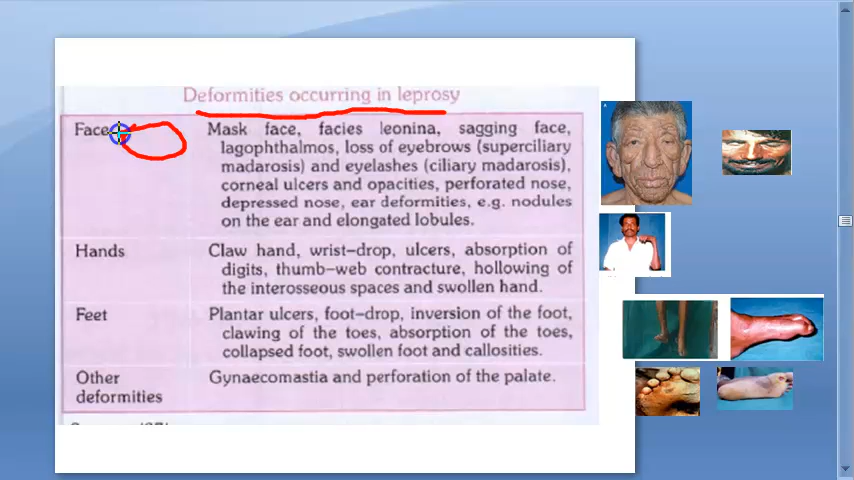 Deformities occurring in leprosy
Face
Mask face, facies leonina, sagging face,
lagophthalmos, loss of eyebrows (superciliary
madarosis) and eyelashes (ciliary madarosis),
corneal ulcers and opacities, perforated nose,
depressed nose, ear deformities, e.g. nodules
on the ear and elongated lobules.
Hands
Claw hand, wrist–drop, ulcers, absorption of
digits, thumb–web contracture, hollowing of
the interosseous spaces and swollen hand.
Feet
Plantar ulcers, foot–drop, inversion of the foot,
clawing of the toes, absorption of the toes,
collapsed foot, swollen foot and callosities.
Other
deformities
Gynaecomastia and perforation of the palate.